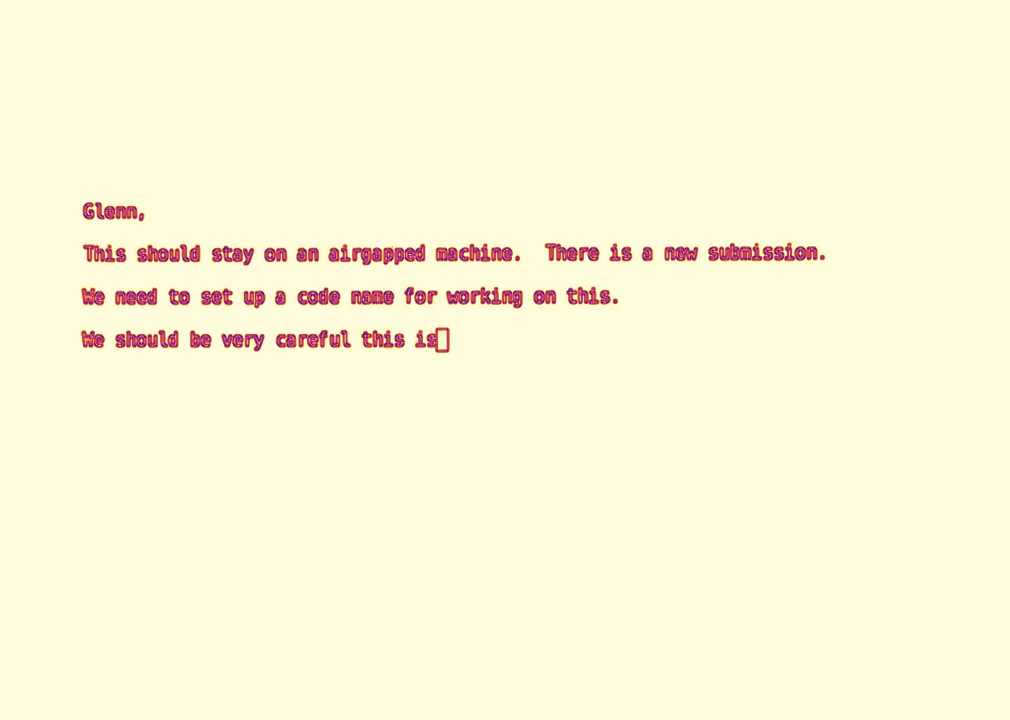 Glenn,
This should stay on an airgapped machine.  There is a new submission.
We need to set up a code name for working on this.
We should be very careful this is